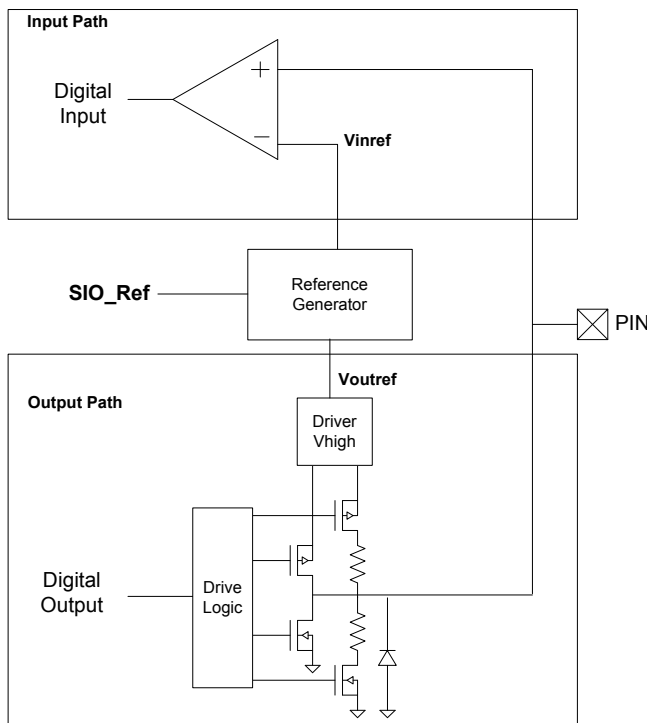 Input Path
Digital
Input
+
−
Vinref
SIO_Ref
Reference
Generator
PIN
Voutref
Output Path
Driver
Vhigh
Digital
Output
Drive
Logic